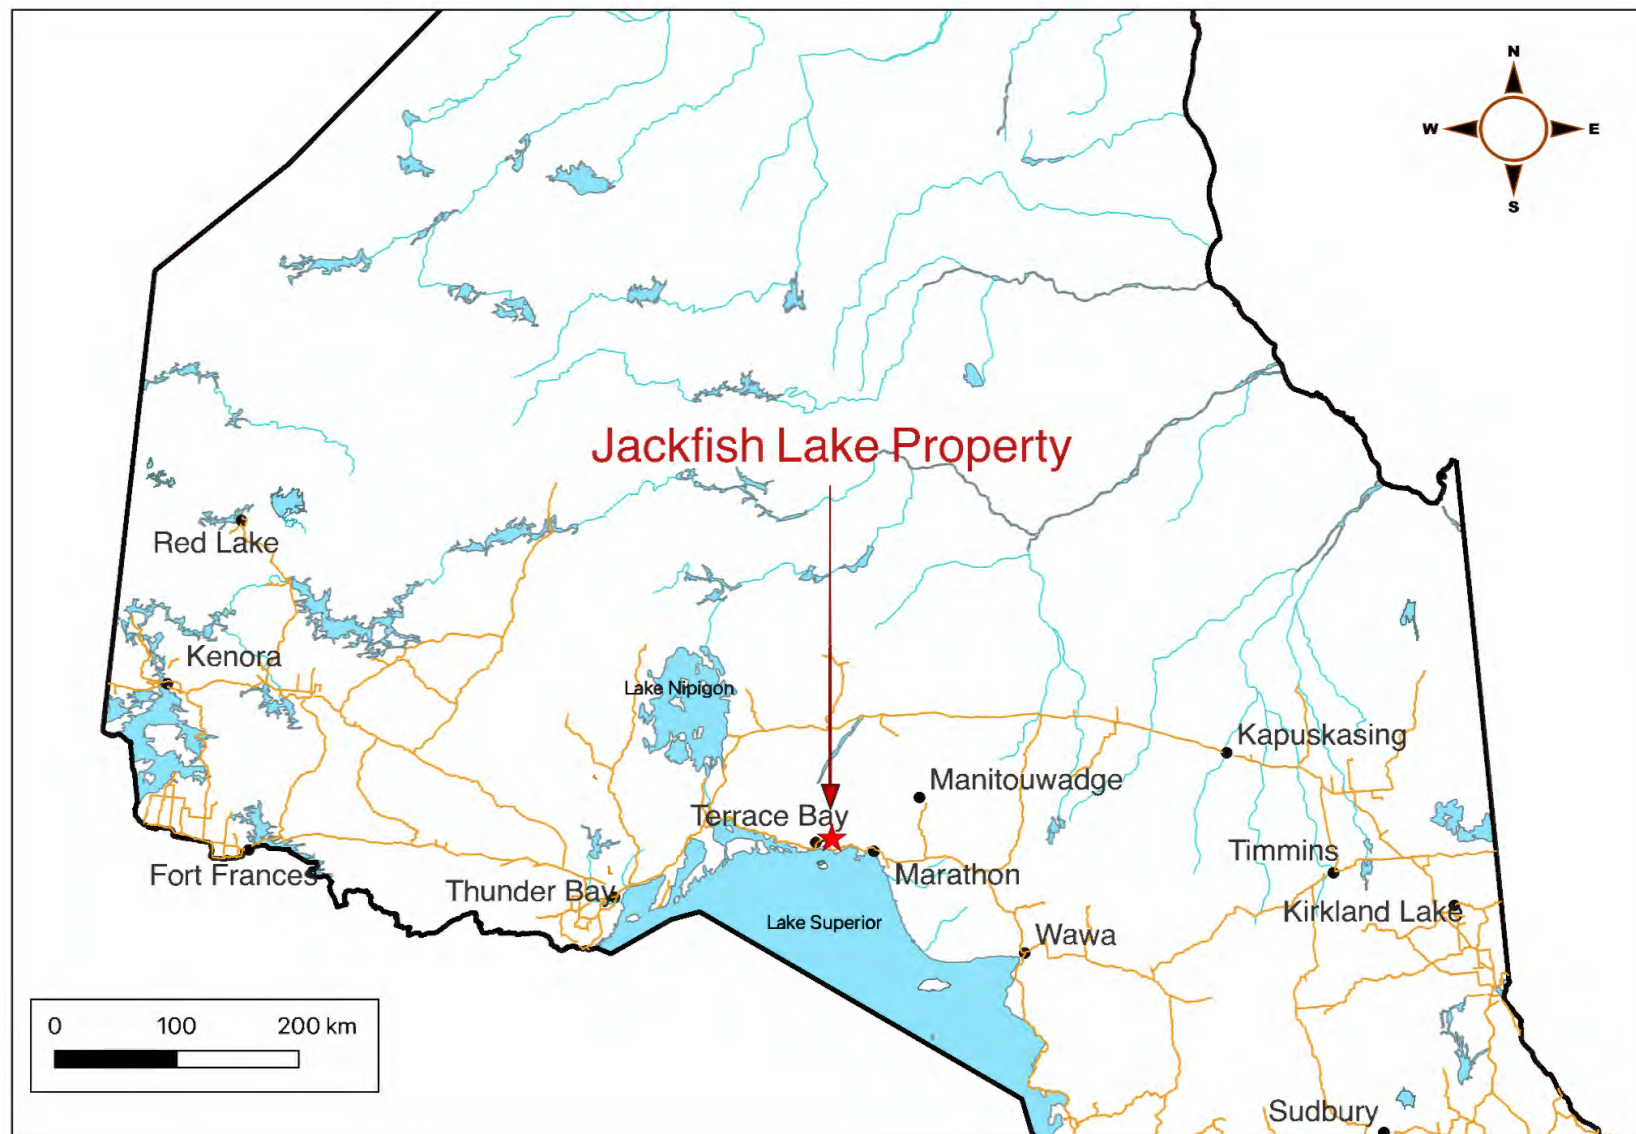 N
W
E
S
Jackfish Lake Property
Red Lake
Kenora
Lake Nipigon
Kapuskasing
Manitouwadge
Terrace Bay
Timmins
Fort Frances
Marathon
Thunder Bay
Kirkland Lake
Lake Superior
Wawa
0 100 200 km
Sudbury